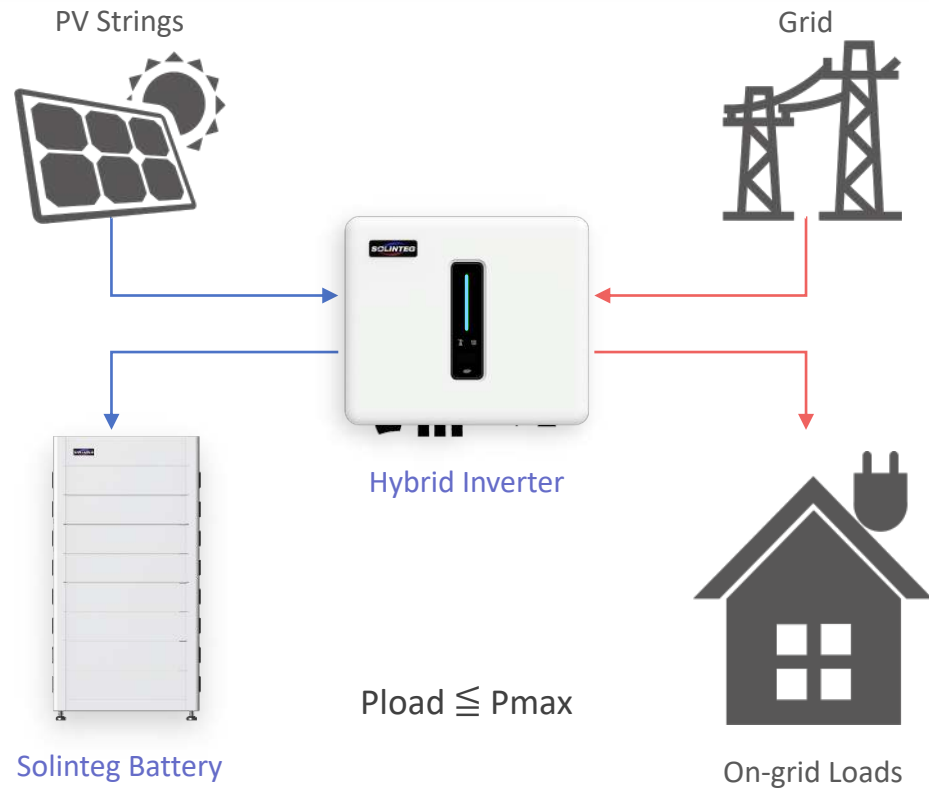 PV Strings
Grid
SOLINTEG
Hybrid Inverter
Pload ≦ Pmax
Solinteg Battery
On-grid Loads